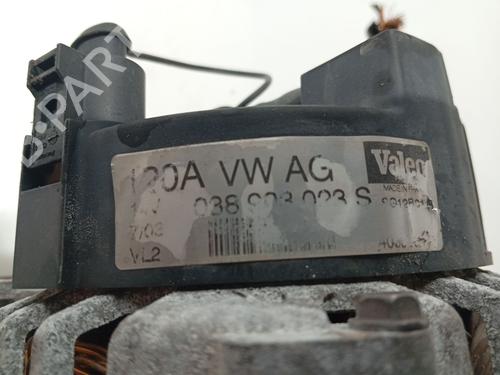 120A VW AG
Valeo
MADE IN
14V 038 903 023 S
7/03
VL2
B-PARTS